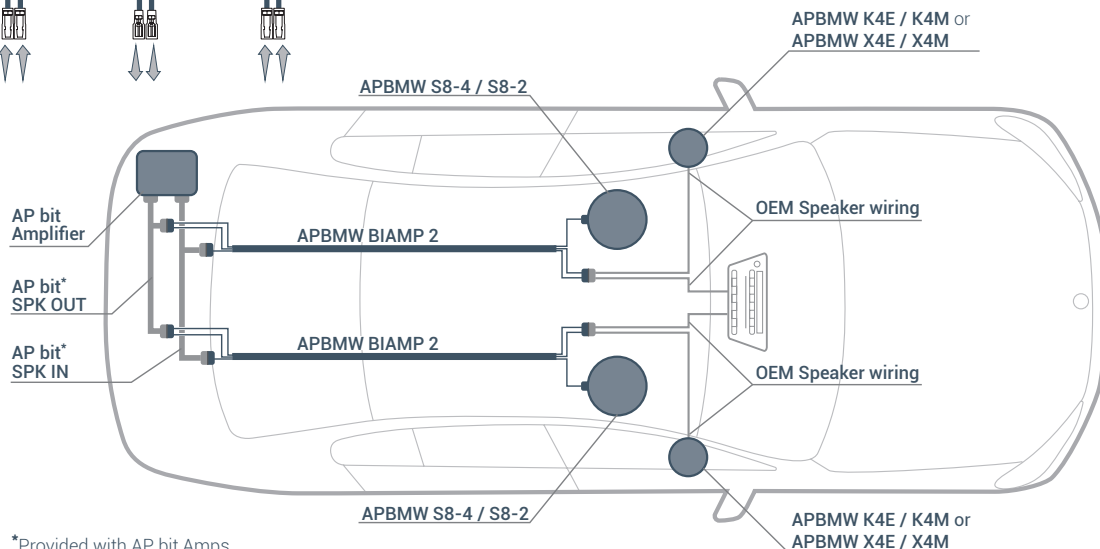 APBMW K4E / K4M or
APBMW X4E / X4M
APBMW S8-4 / S8-2
AP bit
Amplifier
APBMW BIAMP 2
OEM Speaker wiring
AP bit*
SPK OUT
AP bit*
SPK IN
APBMW BIAMP 2
OEM Speaker wiring
APBMW S8-4 / S8-2
APBMW K4E / K4M or
APBMW X4E / X4M
*Provided with AP bit Amps